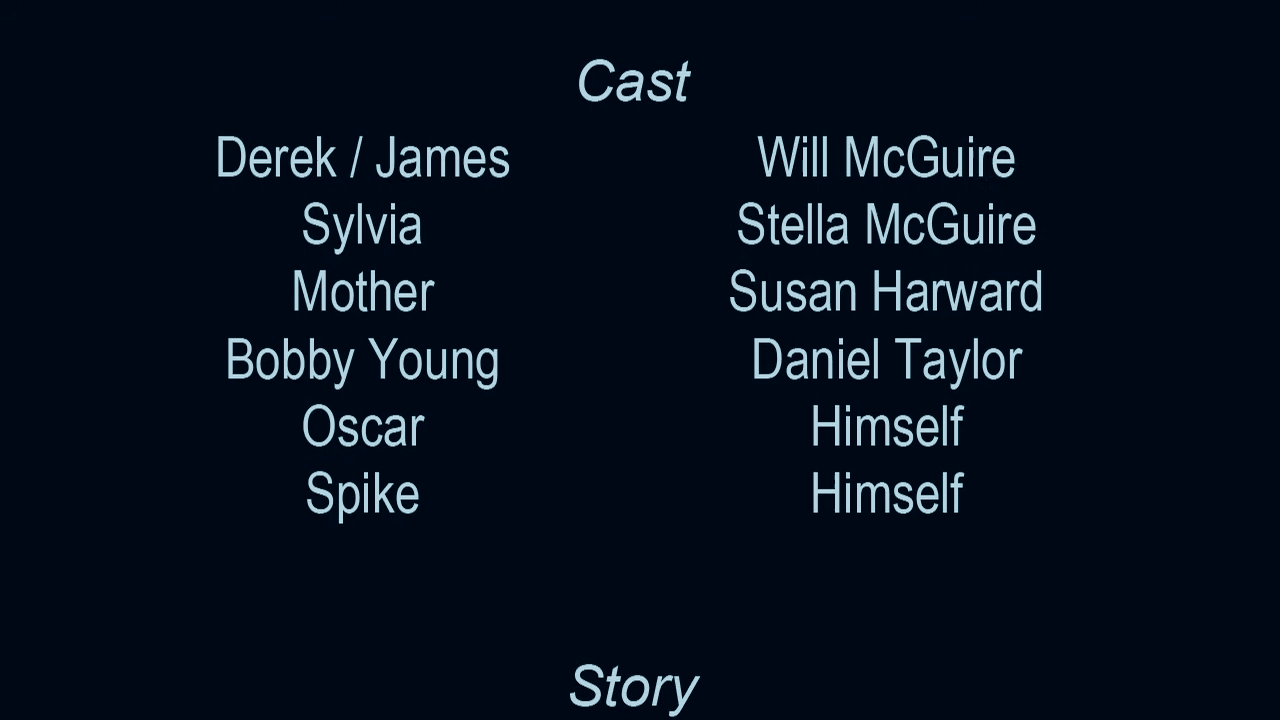 Cast
Derek / James Will McGuire
Sylvia Stella McGuire
Mother Susan Harward
Bobby Young Daniel Taylor
Oscar Himself
Spike Himself
Story